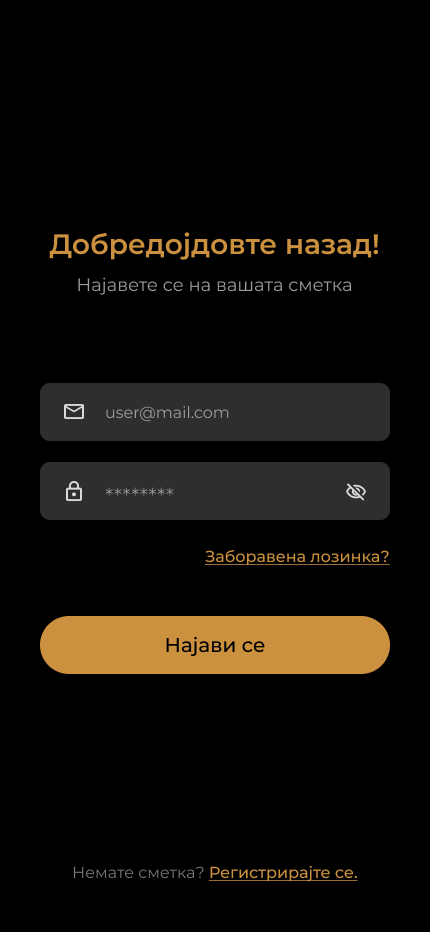 Добредојдовте назад!
Најавете се на вашата сметка
user@mail.com
********
Заборавена лозинка?
Најави се
Немате сметка? Регистрирајте се.